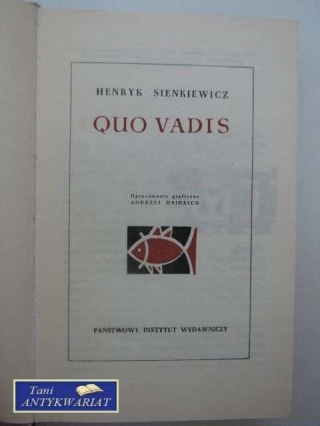 HENRYK SIENKIEWICZ
QUO VADIS
Opracowanie graficzne
ANDRZEJ HEIDRICH
PAŃSTWOWY INSTYTUT WYDAWNICZY
Tani
ANTYKWARIAT